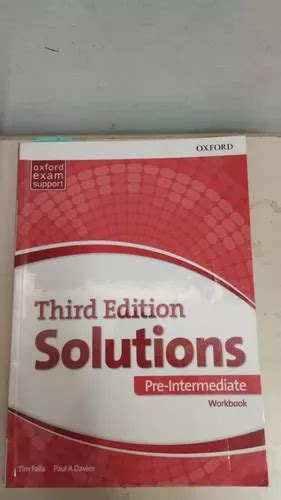 OXFORD
oxford
exam
support
Third Edition
Solutions
Pre-Intermediate
Workbook
Tim Falla Paul A Davies